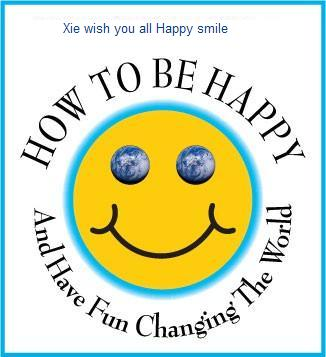 Xie wish you all Happy smile
HOW TO BE HAPPY
And Have Fun Changing The World